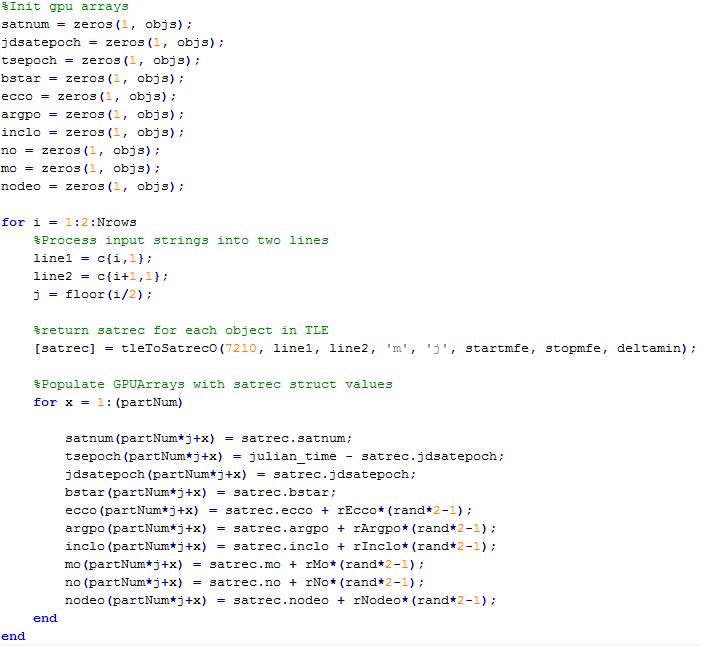 %Init gpu arrays
satnum = zeros(1, objs);
jdsatepoch = zeros(1, objs);
tsepoch = zeros(1, objs);
bstar = zeros(1, objs);
ecco = zeros(1, objs);
argpo = zeros(1, objs);
inclo = zeros(1, objs);
no = zeros(1, objs);
mo = zeros(1, objs);
nodeo = zeros(1, objs);

for i = 1:2:Nrows
    %Process input strings into two lines
    line1 = c{i,1};
    line2 = c{i+1,1};
    j = floor(i/2);

    %return satrec for each object in TLE
    [satrec] = tleToSatrecO(7210, line1, line2, 'm', 'j', startmfe, stopmfe, deltamin);

    %Populate GPUArrays with satrec struct values
    for x = 1:(partNum)

        satnum(partNum*j+x) = satrec.satnum;
        tsepoch(partNum*j+x) = julian_time - satrec.jdsatepoch;
        jdsatepoch(partNum*j+x) = satrec.jdsatepoch;
        bstar(partNum*j+x) = satrec.bstar;
        ecco(partNum*j+x) = satrec.ecco + rEcco*(rand*2-1);
        argpo(partNum*j+x) = satrec.argpo + rArgpo*(rand*2-1);
        inclo(partNum*j+x) = satrec.inclo + rInclo*(rand*2-1);
        mo(partNum*j+x) = satrec.mo + rMo*(rand*2-1);
        no(partNum*j+x) = satrec.no + rNo*(rand*2-1);
        nodeo(partNum*j+x) = satrec.nodeo + rNodeo*(rand*2-1);
    end
end